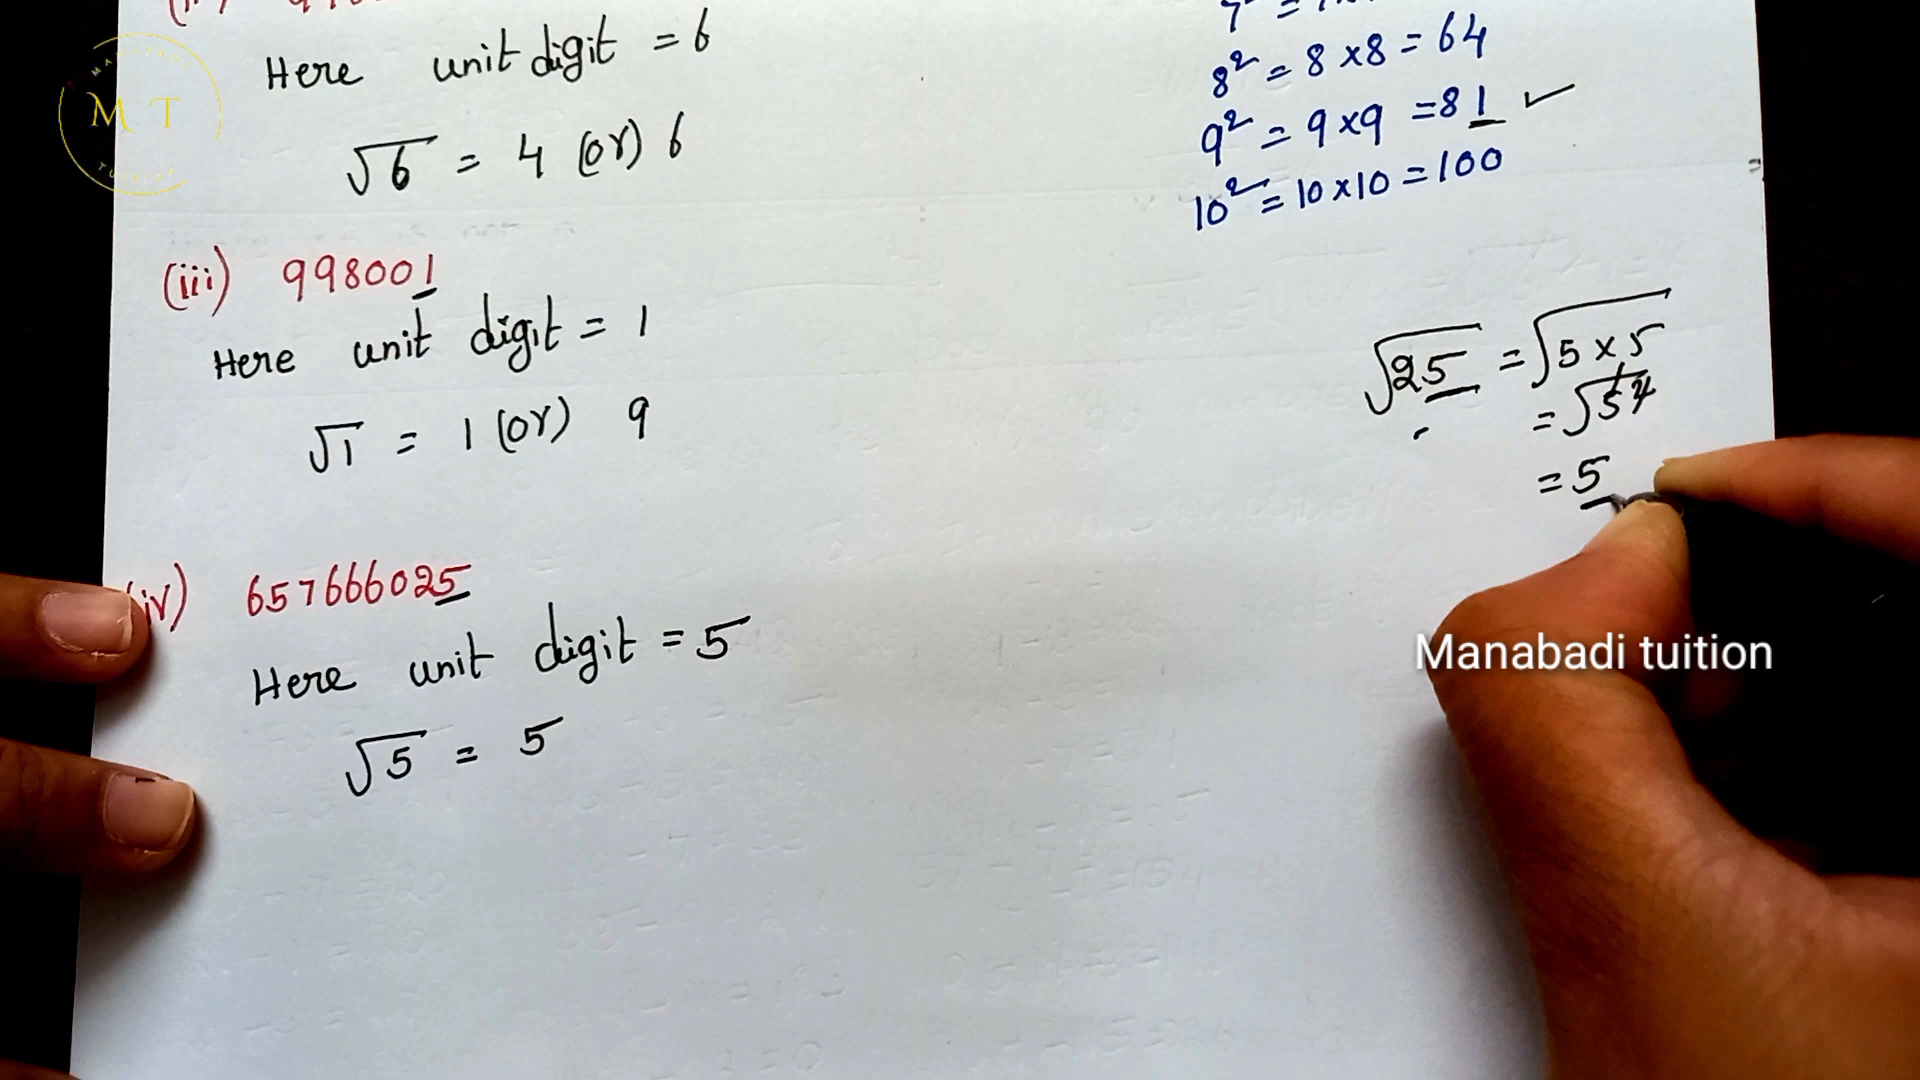 Here unit digit = 6
√6 = 4 (or) 6
(iii) 998001
Here unit digit = 1
√1 = 1 (or) 9
(iv) 657666025
Here unit digit = 5
√5 = 5
8² = 8 × 8 = 64
9² = 9 × 9 = 81 ✓
10² = 10 × 10 = 100
√25 = √5 × 5
= √5²
= 5
M T
Manabadi tuition